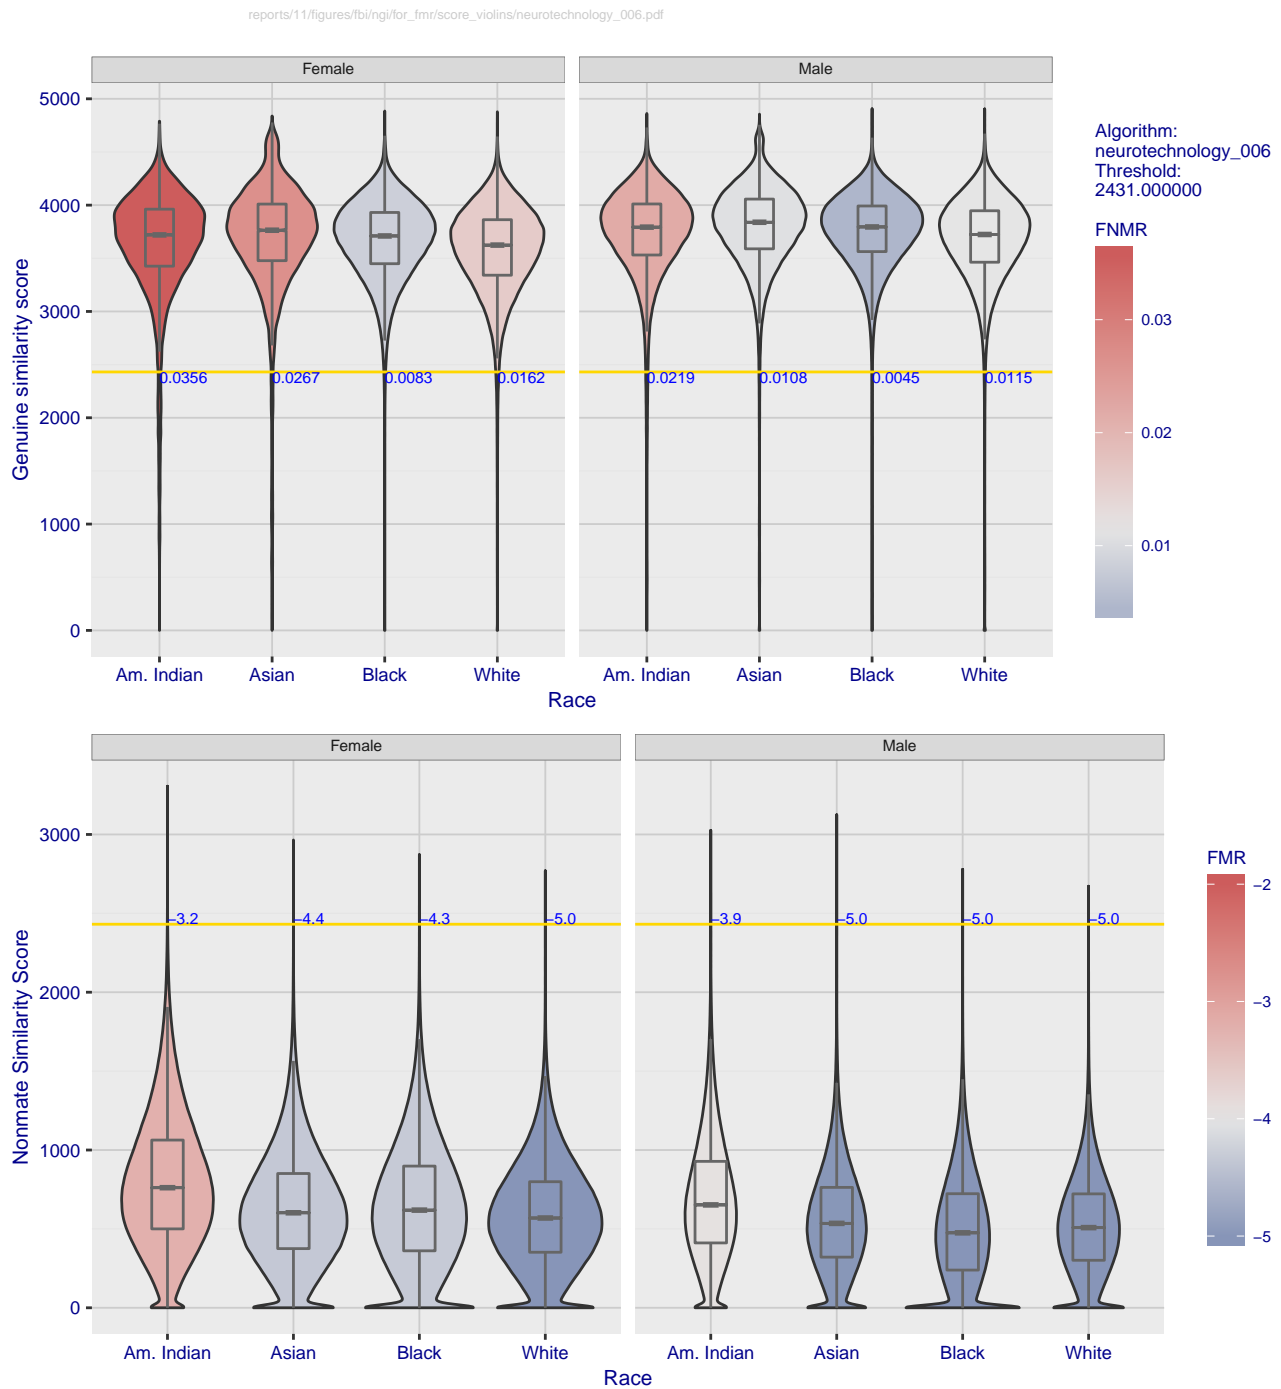 reports/11/figures/fbi/ngi/for_fmr/score_violins/neurotechnology_006.pdf
Female Male
5000
4000
3000
2000
1000
0
Genuine similarity score
0.0356 0.0267 0.0083 0.0162 0.0219 0.0108 0.0045 0.0115
Am. Indian Asian Black White Am. Indian Asian Black White
Race
Algorithm:
neurotechnology_006
Threshold:
2431.000000
FNMR
0.03
0.02
0.01
Female Male
3000
2000
1000
0
Nonmate Similarity Score
−3.2 −4.4 −4.3 −5.0 −3.9 −5.0 −5.0 −5.0
Am. Indian Asian Black White Am. Indian Asian Black White
Race
FMR
−2
−3
−4
−5